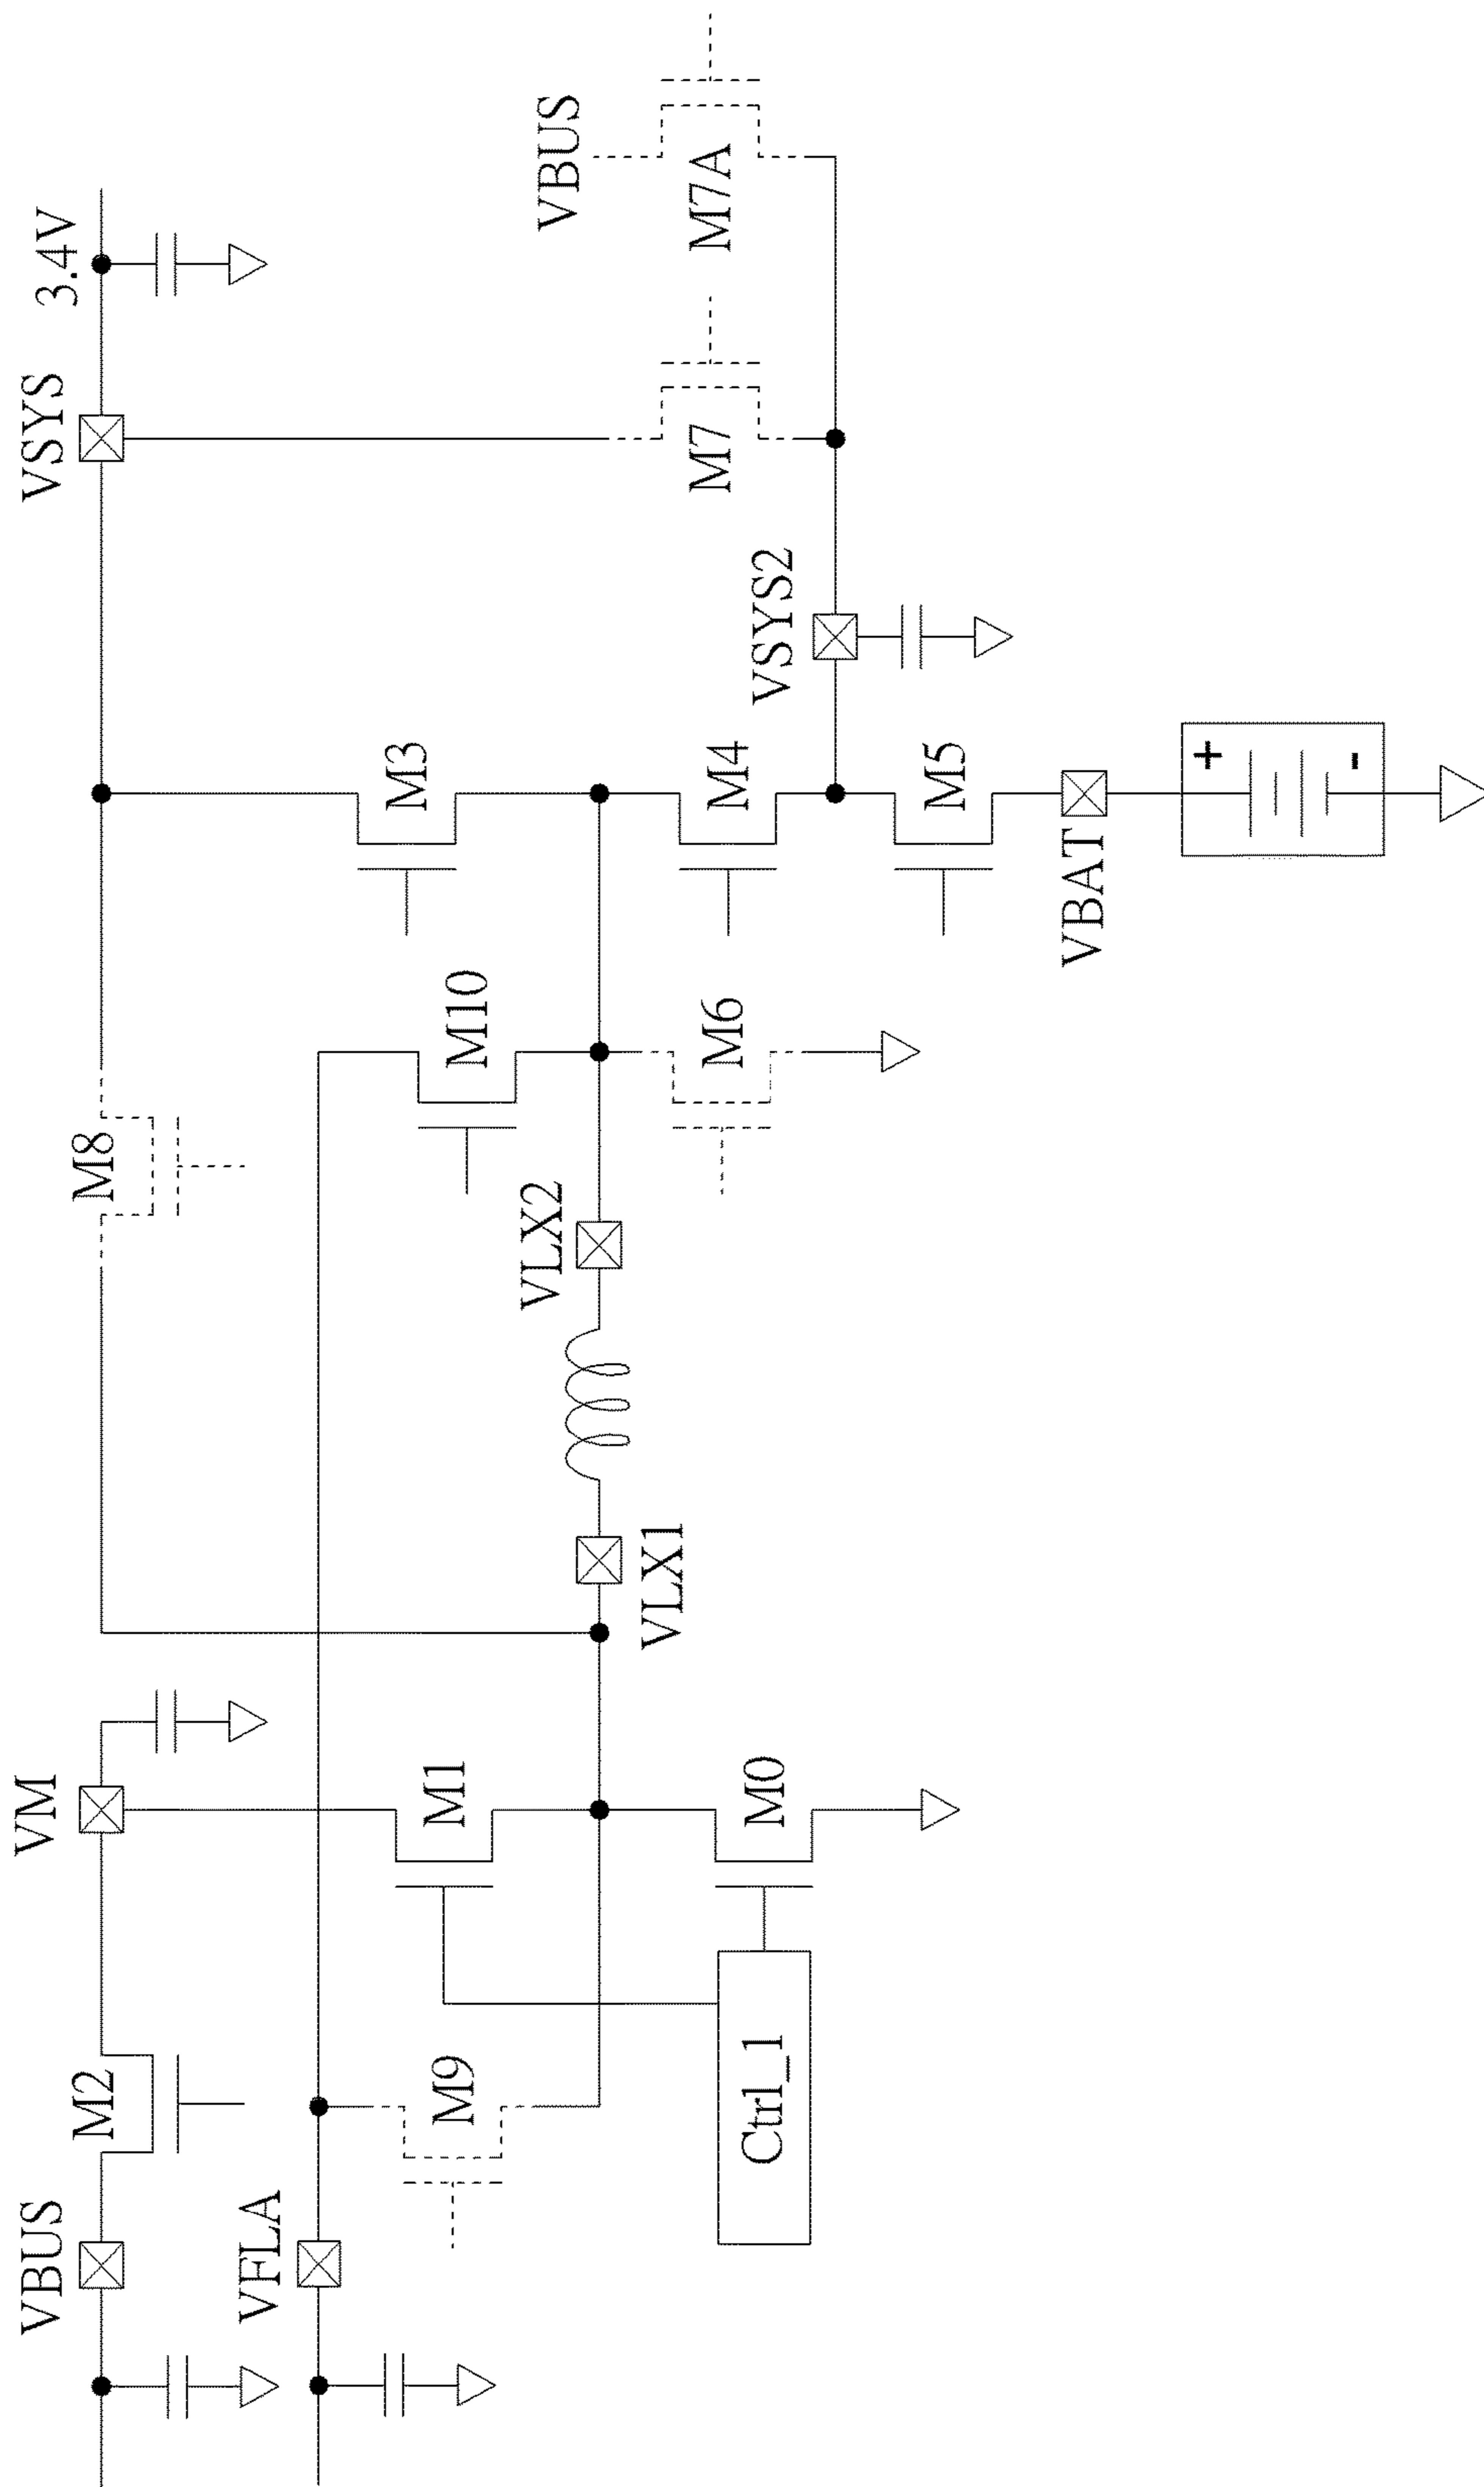 VBUS
M2
VM
M8
VSYS
3.4V
VFLA
M9
M1
M10
M3
VLX2
VLX1
Ctrl_1
M0
M6
M4
VSYS2
M7
M7A
VBUS
M5
VBAT
+
-